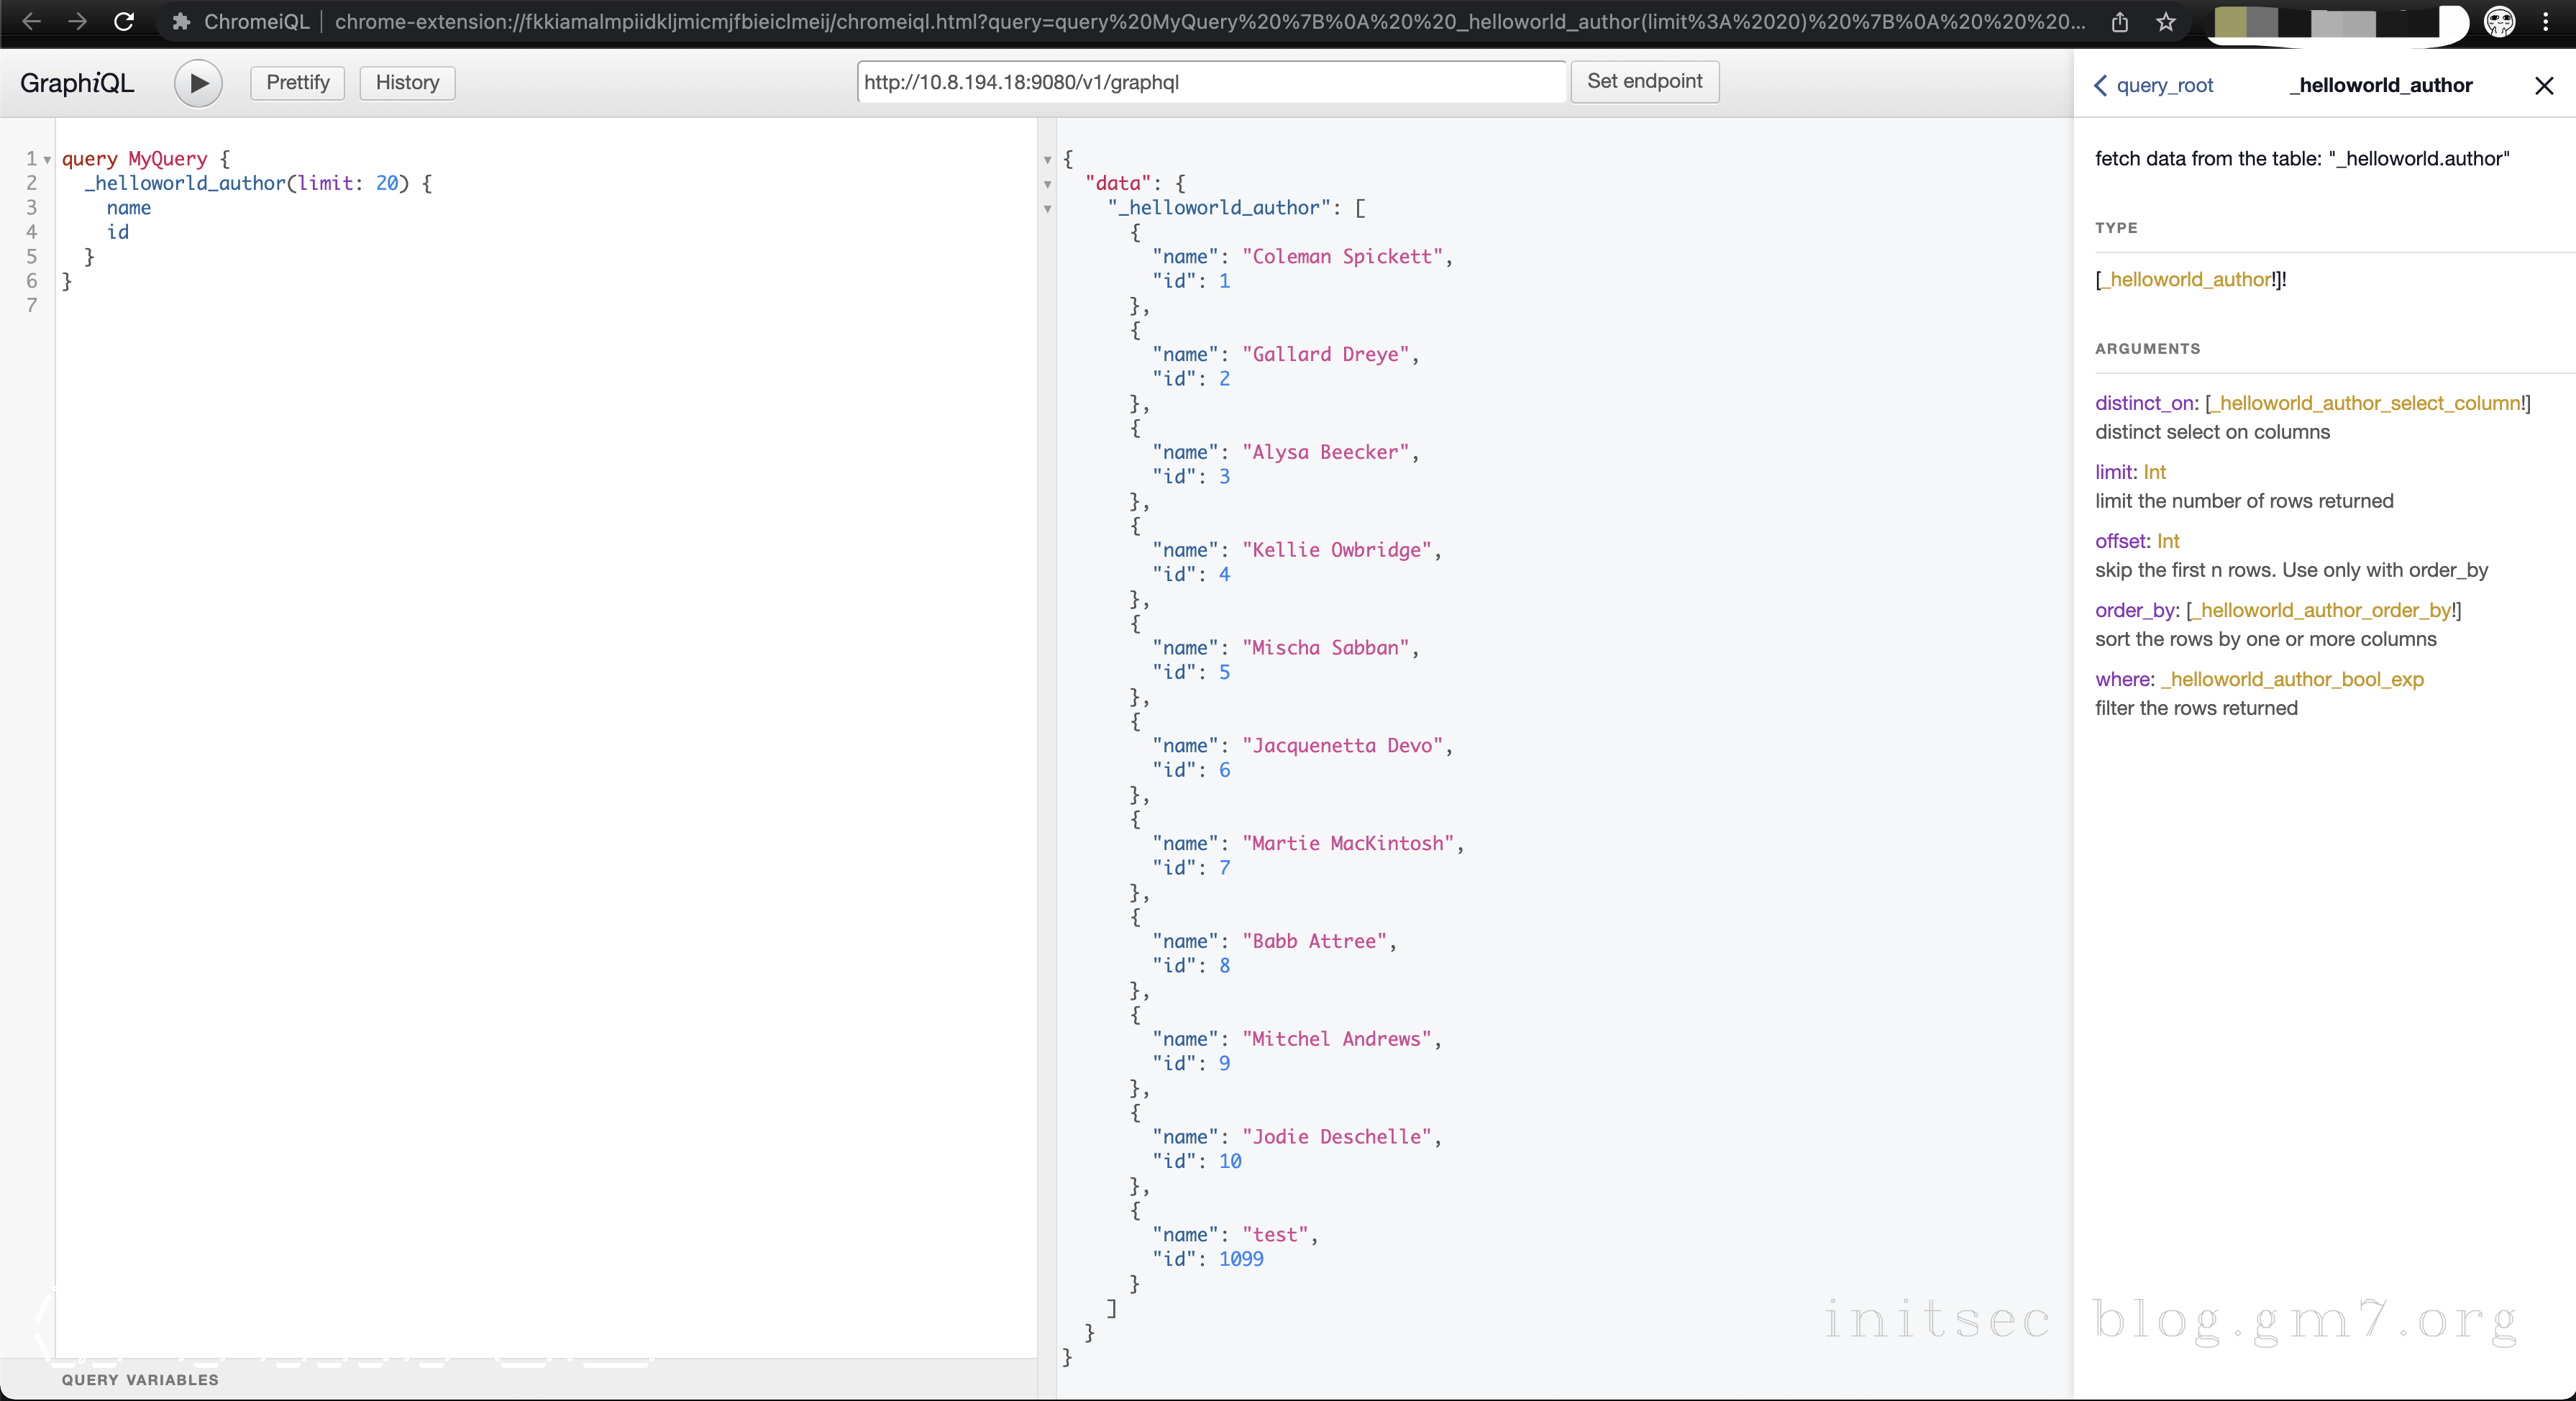 ChromeiQL | chrome-extension://fkkiamalmpiidkljmicmjfbieiclmeij/chromeiql.html?query=query%20MyQuery%20%7B%0A%20%20_helloworld_author(limit%3A%2020)%20%7B%0A%20%20%20...
GraphiQL Prettify History http://10.8.194.18:9080/v1/graphql Set endpoint
1 query MyQuery {
2 _helloworld_author(limit: 20) {
3 name
4 id
5 }
6 }
7
QUERY VARIABLES
{
"data": {
"_helloworld_author": [
{
"name": "Coleman Spickett",
"id": 1
},
{
"name": "Gallard Dreye",
"id": 2
},
{
"name": "Alysa Beecker",
"id": 3
},
{
"name": "Kellie Owbridge",
"id": 4
},
{
"name": "Mischa Sabban",
"id": 5
},
{
"name": "Jacquenetta Devo",
"id": 6
},
{
"name": "Martie MacKintosh",
"id": 7
},
{
"name": "Babb Attree",
"id": 8
},
{
"name": "Mitchel Andrews",
"id": 9
},
{
"name": "Jodie Deschelle",
"id": 10
},
{
"name": "test",
"id": 1099
}
]
}
}
query_root _helloworld_author
fetch data from the table: "_helloworld.author"
TYPE
[_helloworld_author!]!
ARGUMENTS
distinct_on: [_helloworld_author_select_column!]
distinct select on columns
limit: Int
limit the number of rows returned
offset: Int
skip the first n rows. Use only with order_by
order_by: [_helloworld_author_order_by!]
sort the rows by one or more columns
where: _helloworld_author_bool_exp
filter the rows returned
initsec blog.gm7.org